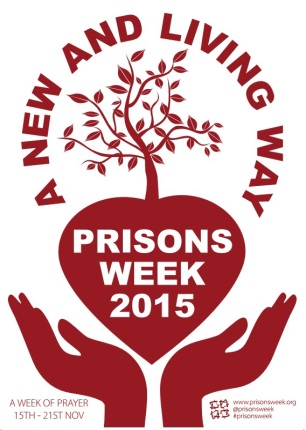 A NEW AND LIVING WAY
PRISONS
WEEK
2015
A WEEK OF PRAYER
15TH - 21ST NOV
www.prisonsweek.org
@prisonsweek
#prisonsweek